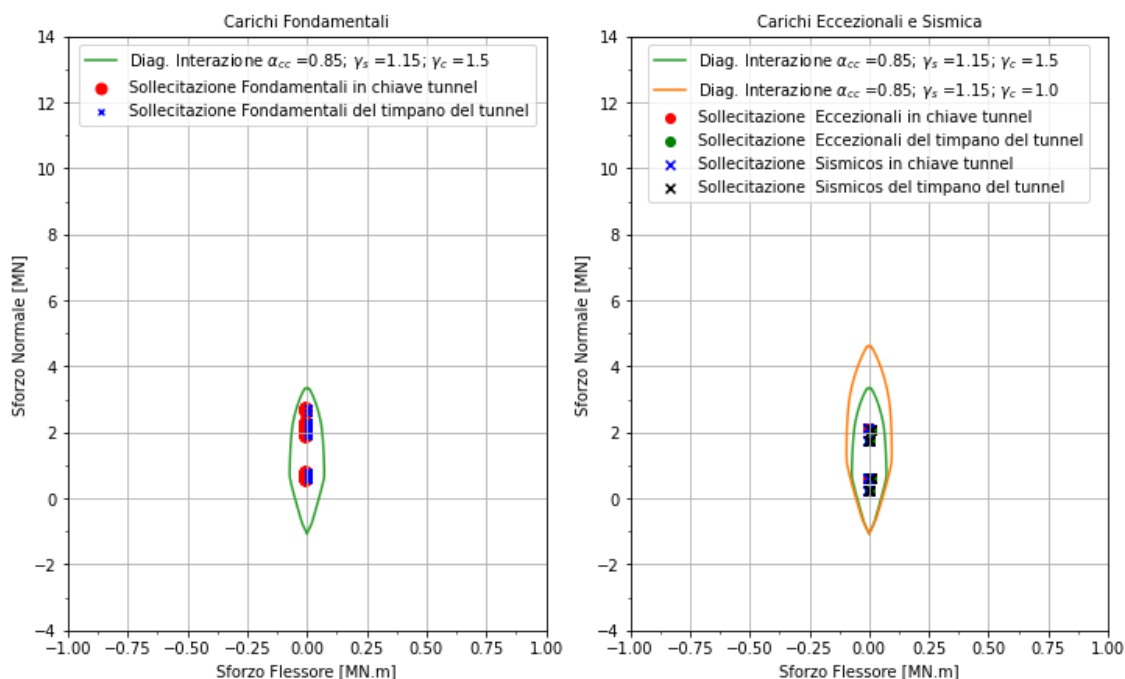 Carichi Fondamentali
14
12
10
8
6
4
2
0
−2
−4
Sforzo Normale [MN]
Diag. Interazione αcc =0.85; γs =1.15; γc =1.5
Sollecitazione Fondamentali in chiave tunnel
Sollecitazione Fondamentali del timpano del tunnel
−1.00 −0.75 −0.50 −0.25 0.00 0.25 0.50 0.75 1.00
Sforzo Flessore [MN.m]
Carichi Eccezionali e Sismica
14
12
10
8
6
4
2
0
−2
−4
Sforzo Normale [MN]
Diag. Interazione αcc =0.85; γs =1.15; γc =1.5
Diag. Interazione αcc =0.85; γs =1.15; γc =1.0
Sollecitazione Eccezionali in chiave tunnel
Sollecitazione Eccezionali del timpano del tunnel
Sollecitazione Sismicos in chiave tunnel
Sollecitazione Sismicos del timpano del tunnel
−1.00 −0.75 −0.50 −0.25 0.00 0.25 0.50 0.75 1.00
Sforzo Flessore [MN.m]